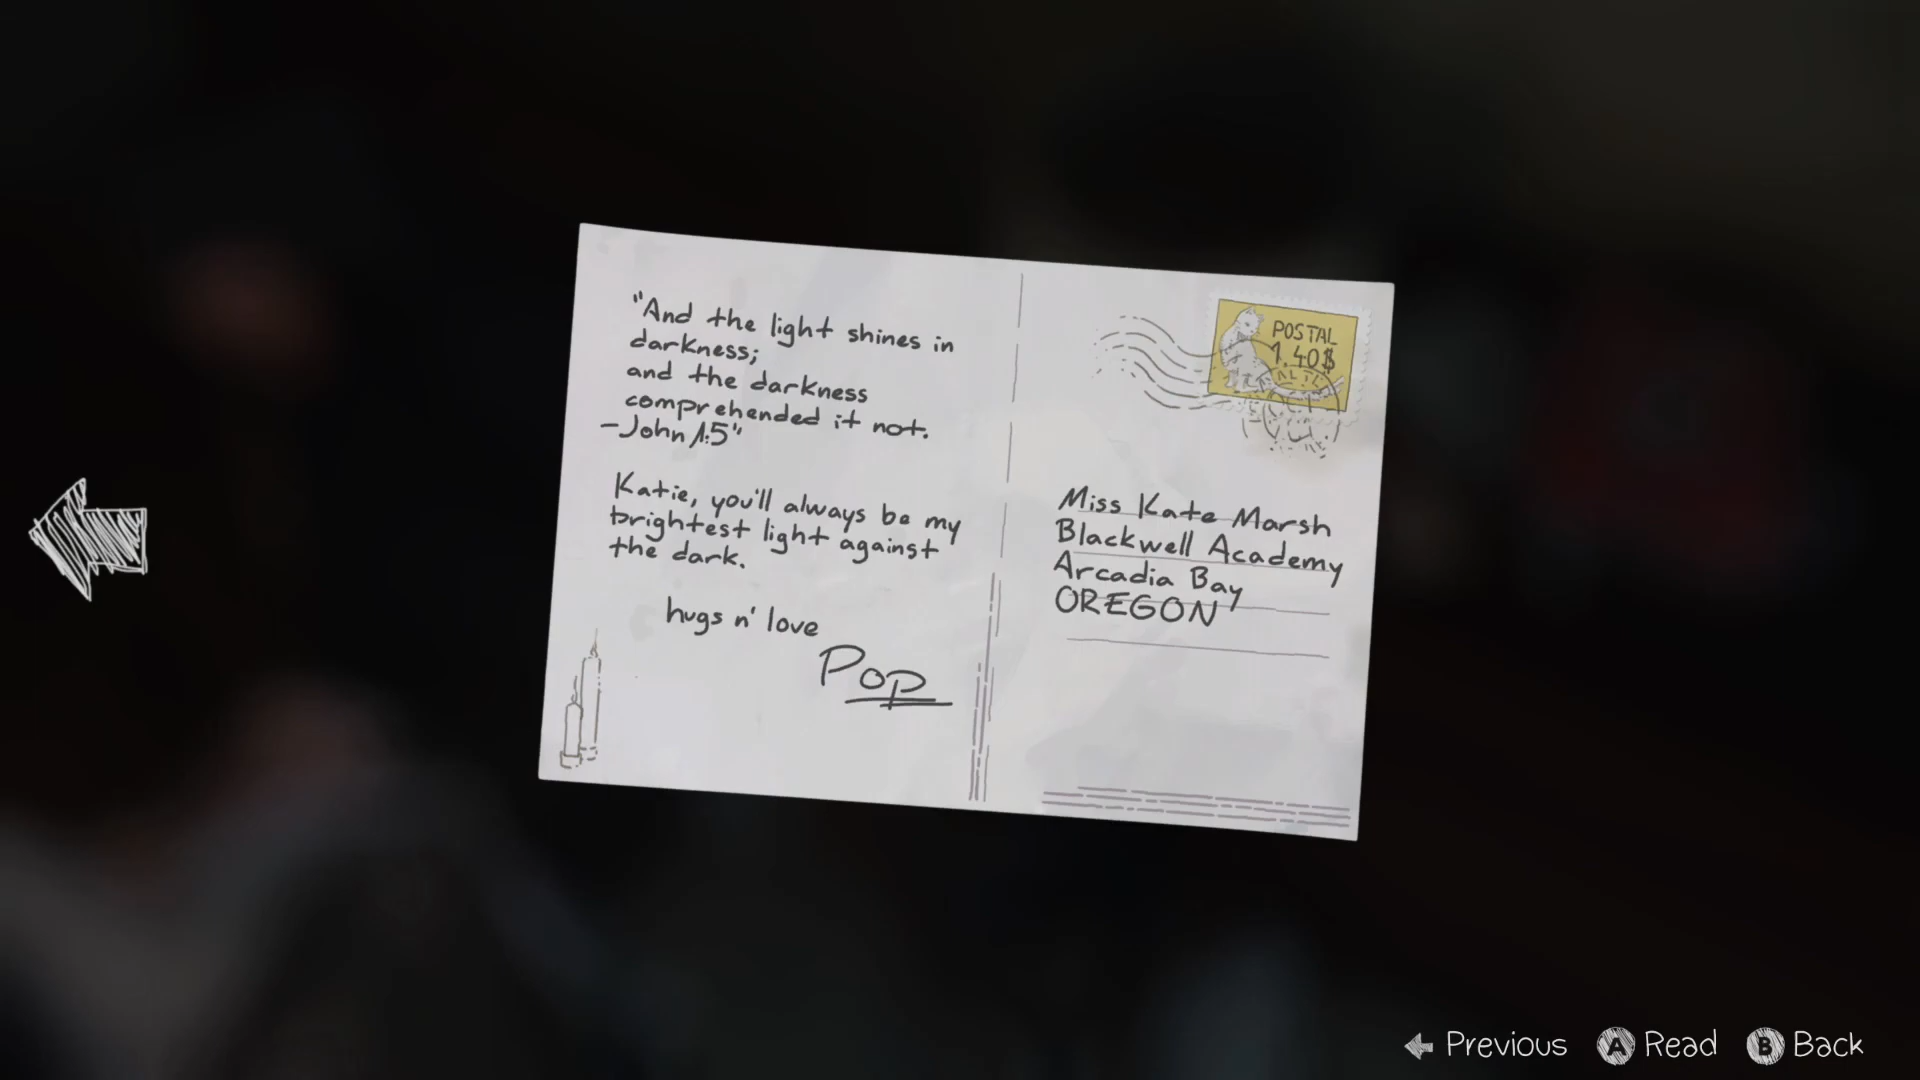 "And the light shines in
darkness;
and the darkness
comprehended it not.
-John 1:5"
Katie, you'll always be my
brightest light against
the dark.
hugs n' love
Pop
POSTAL
1.40$
Miss Kate Marsh
Blackwell Academy
Arcadia Bay
OREGON
Previous
A Read
B Back